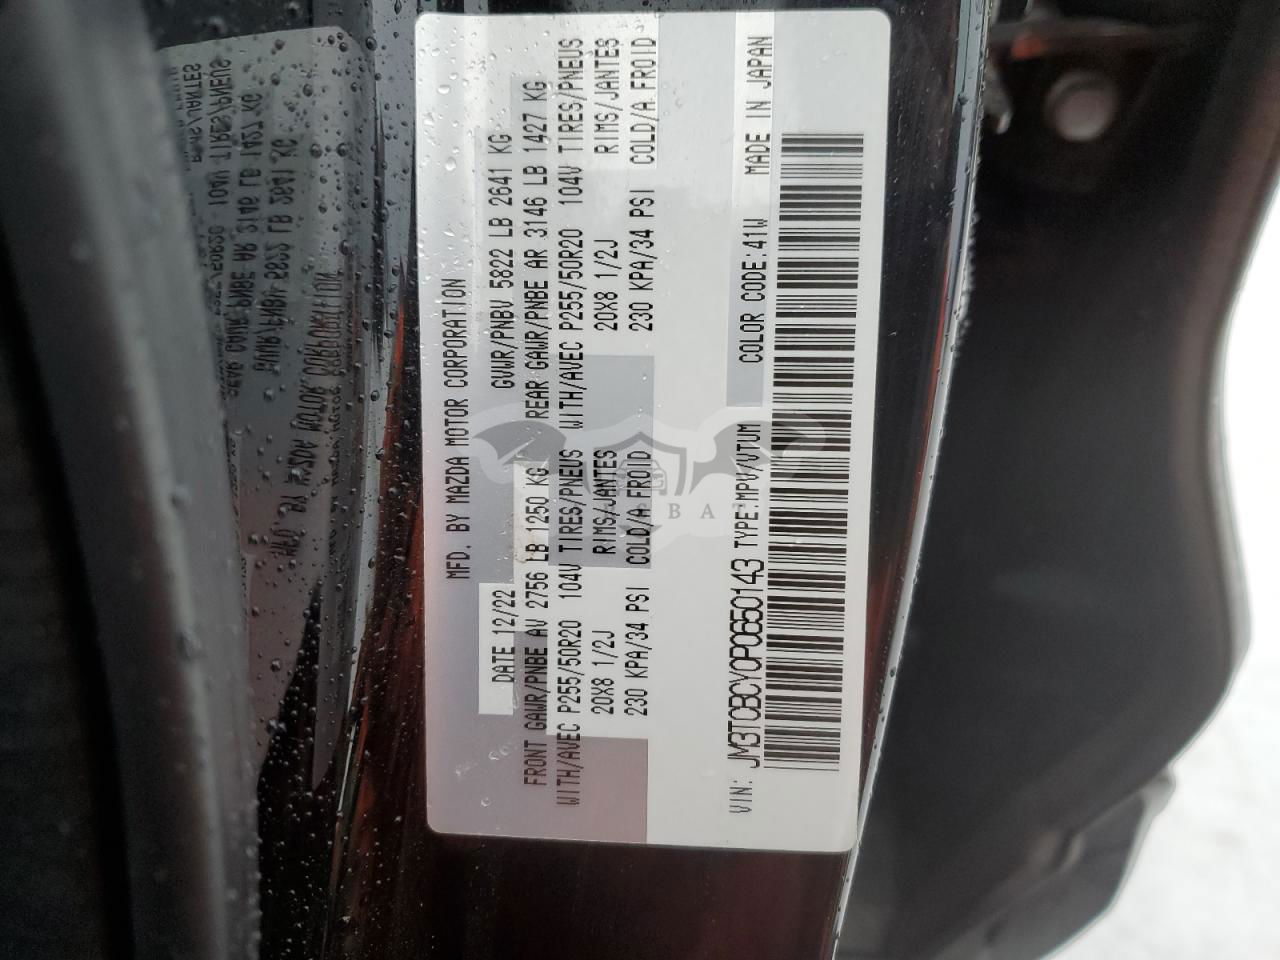 MFD. BY MAZDA MOTOR CORPORATION
DATE 12/22 GVWR/PNBV 5822 LB 2641 KG
FRONT GAWR/PNBE AV 2756 LB 1250 KG REAR GAWR/PNBE AR 3146 LB 1427 KG
WITH/AVEC P255/50R20 104V TIRES/PNEUS WITH/AVEC P255/50R20 104V TIRES/PNEUS
20X8 1/2J RIMS/JANTES 20X8 1/2J RIMS/JANTES
230 KPA/34 PSI COLD/A FROID 230 KPA/34 PSI COLD/A FROID
VIN: JM3TCBCY0P0650143 TYPE:MPV/VTUM COLOR CODE:41W MADE IN JAPAN